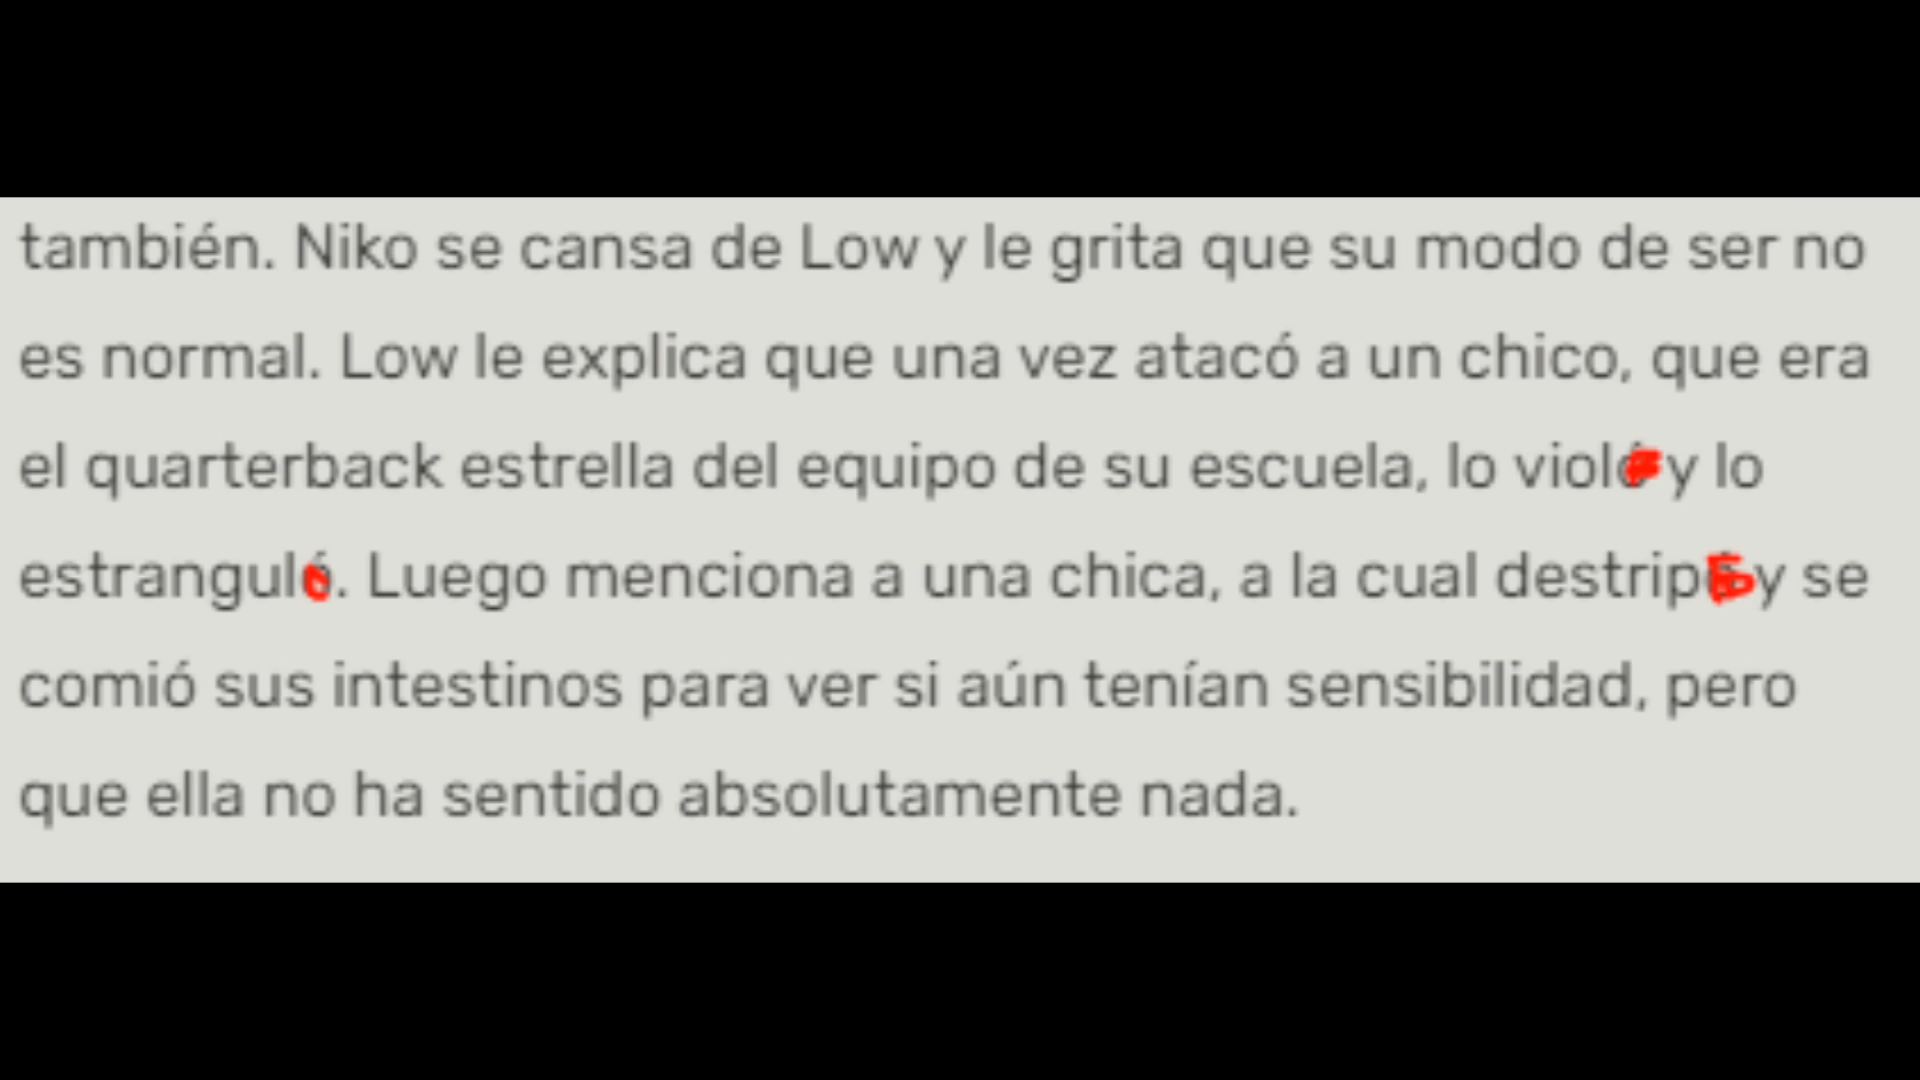 también. Niko se cansa de Low y le grita que su modo de ser no
es normal. Low le explica que una vez atacó a un chico, que era
el quarterback estrella del equipo de su escuela, lo violó y lo
estranguló. Luego menciona a una chica, a la cual destripó y se
comió sus intestinos para ver si aún tenían sensibilidad, pero
que ella no ha sentido absolutamente nada.